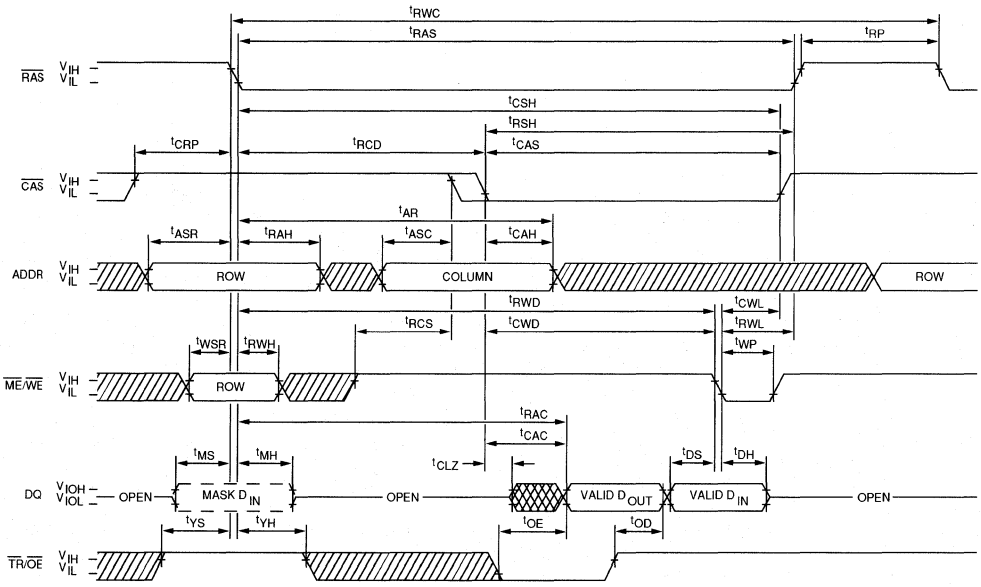 tRWC
tRAS
tRP
RAS VIH
VIL
tCSH
tRSH
tCRP tRCD tCAS
CAS VIH
VIL
tAR
tASR tRAH tASC tCAH
ADDR VIH
VIL
ROW COLUMN ROW
tRWD tCWL
tRCS tCWD tRWL
tWSR tRWH tWP
ME/WE VIH
VIL
ROW
tRAC
tCAC
tMS tMH tCLZ tDS tDH
DQ VIOH
VIOL
OPEN MASK DIN OPEN VALID DOUT VALID DIN OPEN
tYS tYH tOE tOD
TR/OE VIH
VIL